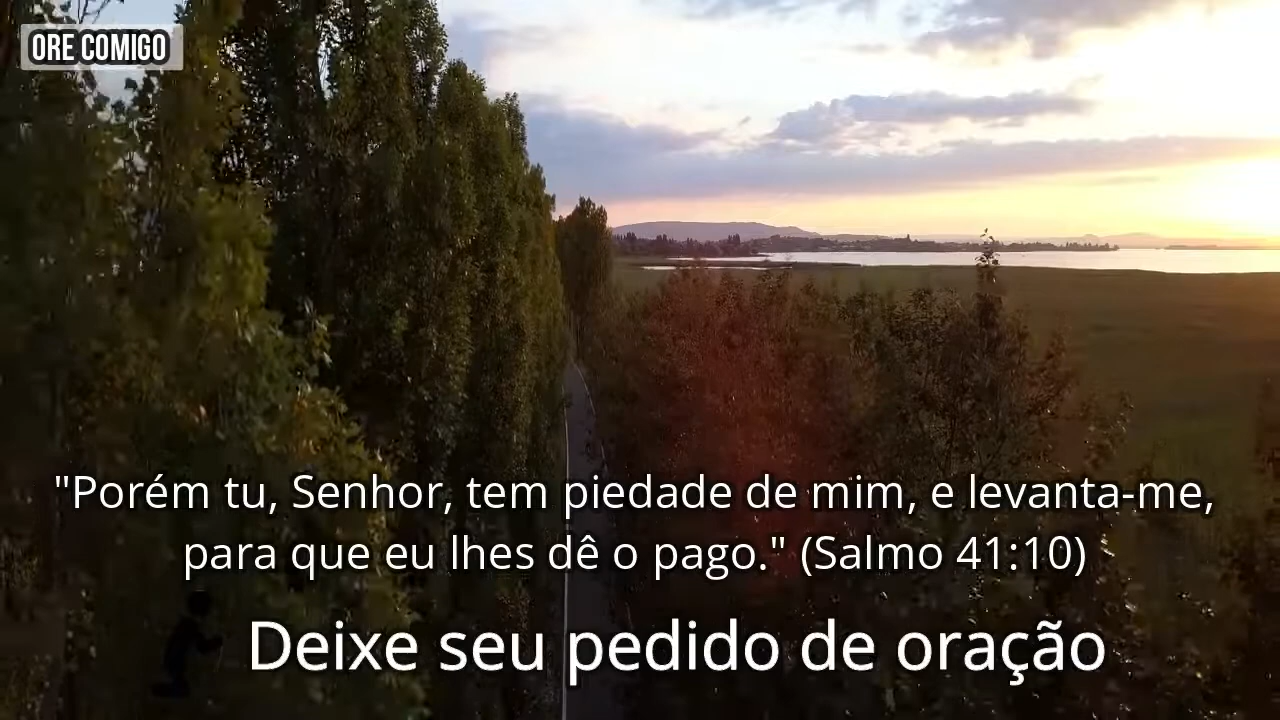 ORE COMIGO
"Porém tu, Senhor, tem piedade de mim, e levanta-me,
para que eu lhes dê o pago." (Salmo 41:10)
Deixe seu pedido de oração